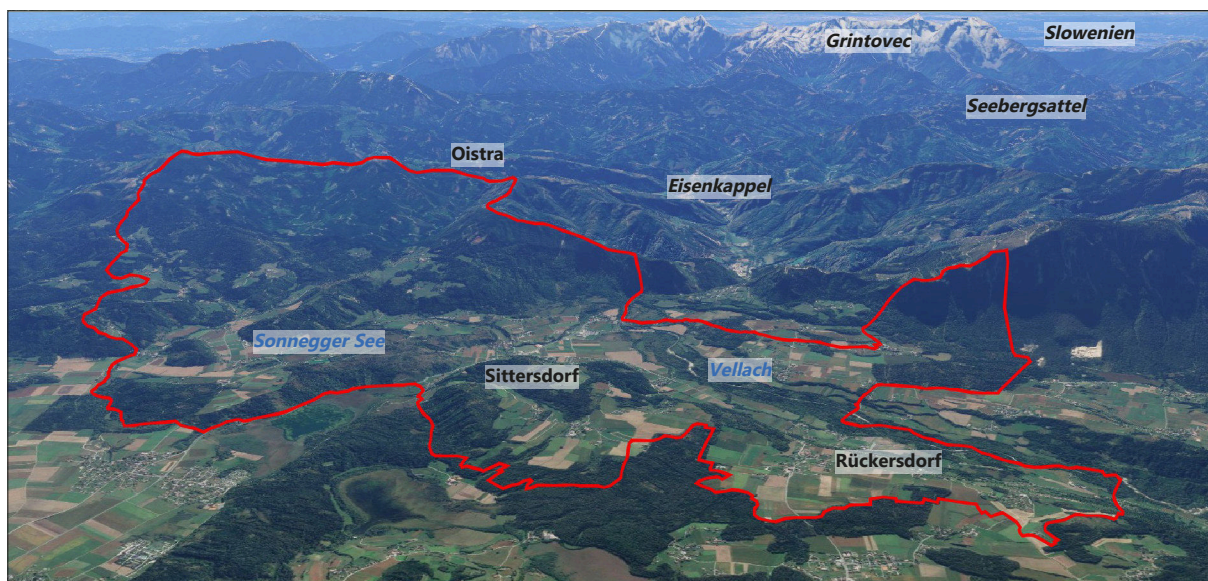 Slowenien
Grintovec
Seebergsattel
Oistra
Eisenkappel
Sonnegger See
Vellach
Sittersdorf
Rückersdorf